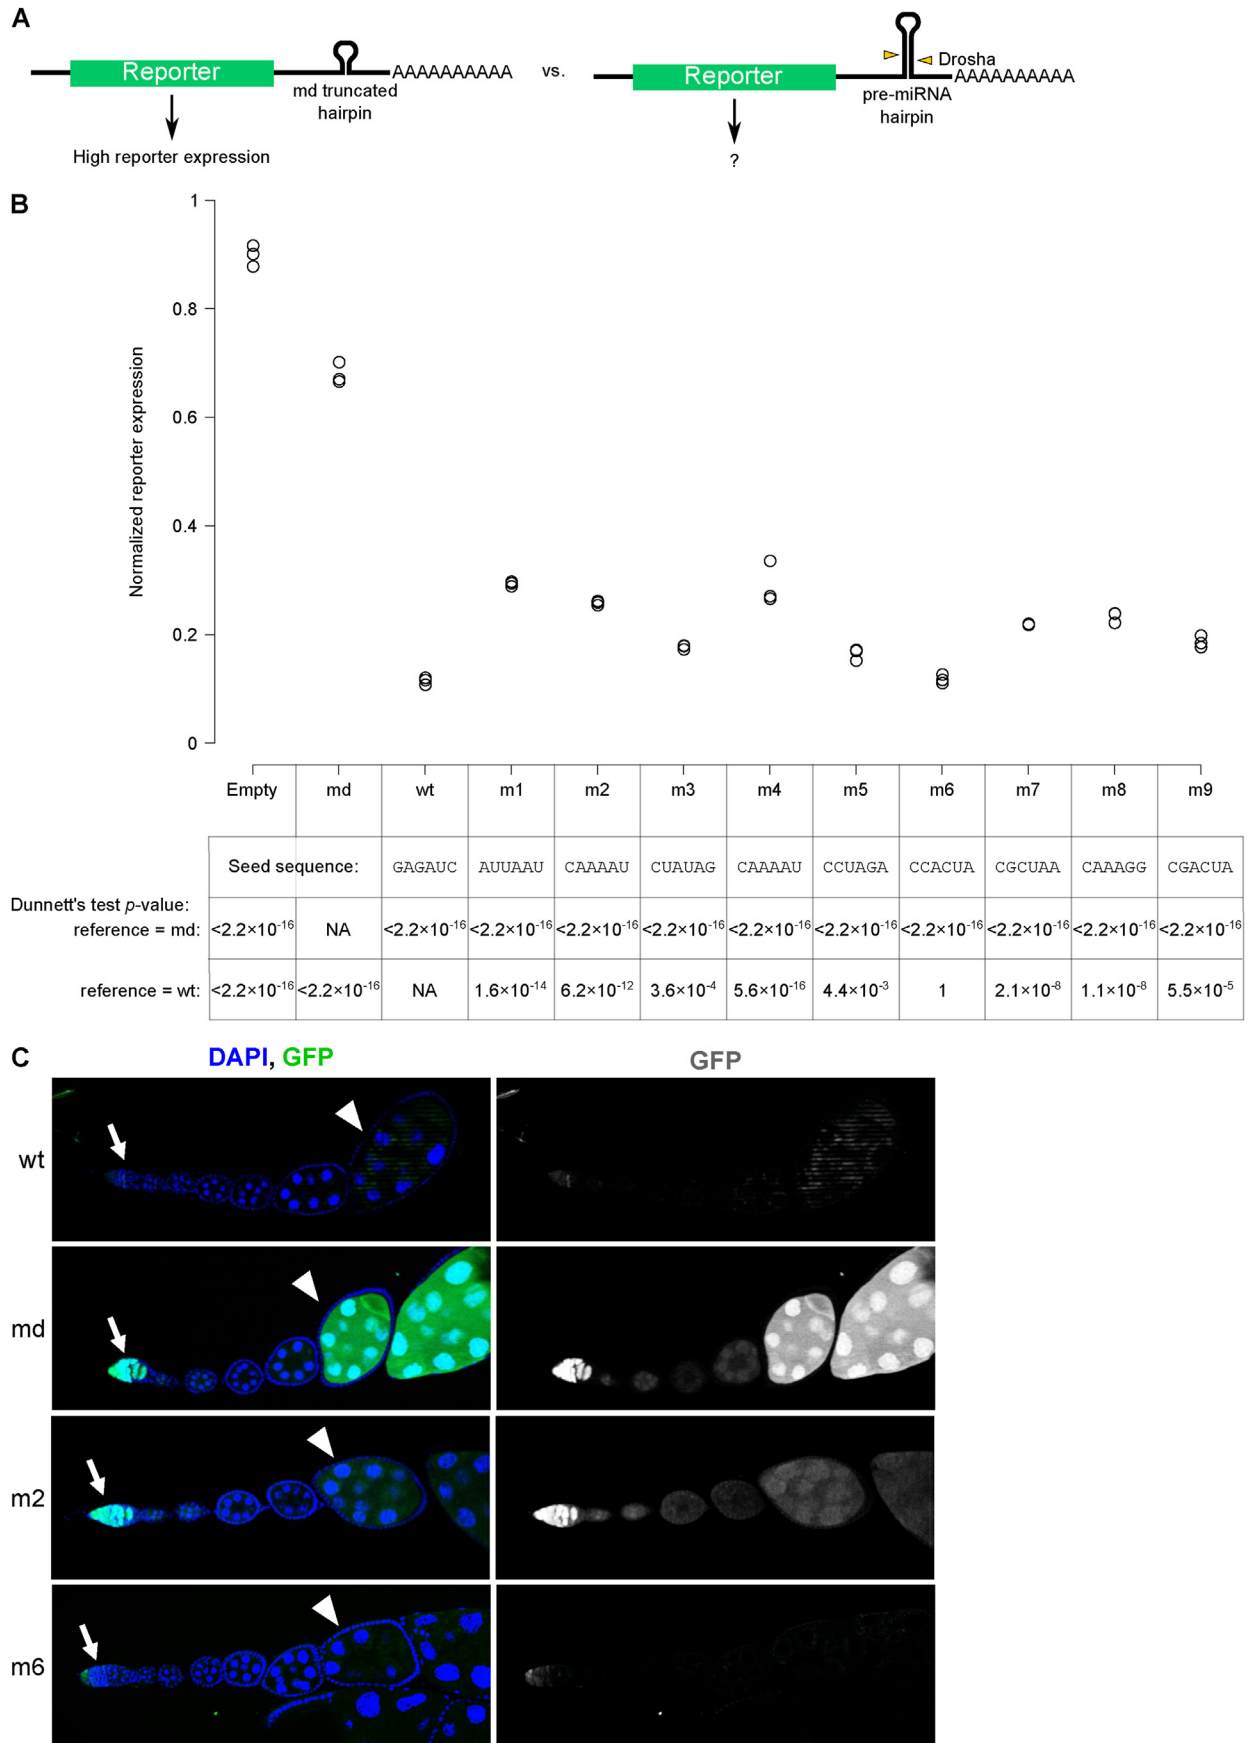 A
Reporter
AAAAAAAAAA
md truncated
hairpin
High reporter expression
vs.
Reporter
Drosha
AAAAAAAAAA
pre-miRNA
hairpin
?
B
Normalized reporter expression
1
0.8
0.6
0.4
0.2
0
Empty md wt m1 m2 m3 m4 m5 m6 m7 m8 m9
Seed sequence: GAGAUC AUUAAU CAAAAU CUAUAG CAAAAU CCUAGA CCACUA CGCUAA CAAAGG CGACUA
Dunnett's test p-value:
reference = md: <2.2×10⁻¹⁶ NA <2.2×10⁻¹⁶ <2.2×10⁻¹⁶ <2.2×10⁻¹⁶ <2.2×10⁻¹⁶ <2.2×10⁻¹⁶ <2.2×10⁻¹⁶ <2.2×10⁻¹⁶ <2.2×10⁻¹⁶ <2.2×10⁻¹⁶ <2.2×10⁻¹⁶
reference = wt: <2.2×10⁻¹⁶ <2.2×10⁻¹⁶ NA 1.6×10⁻¹⁴ 6.2×10⁻¹² 3.6×10⁻⁴ 5.6×10⁻¹⁶ 4.4×10⁻³ 1 2.1×10⁻⁸ 1.1×10⁻⁸ 5.5×10⁻⁵
C
DAPI, GFP
GFP
wt
md
m2
m6